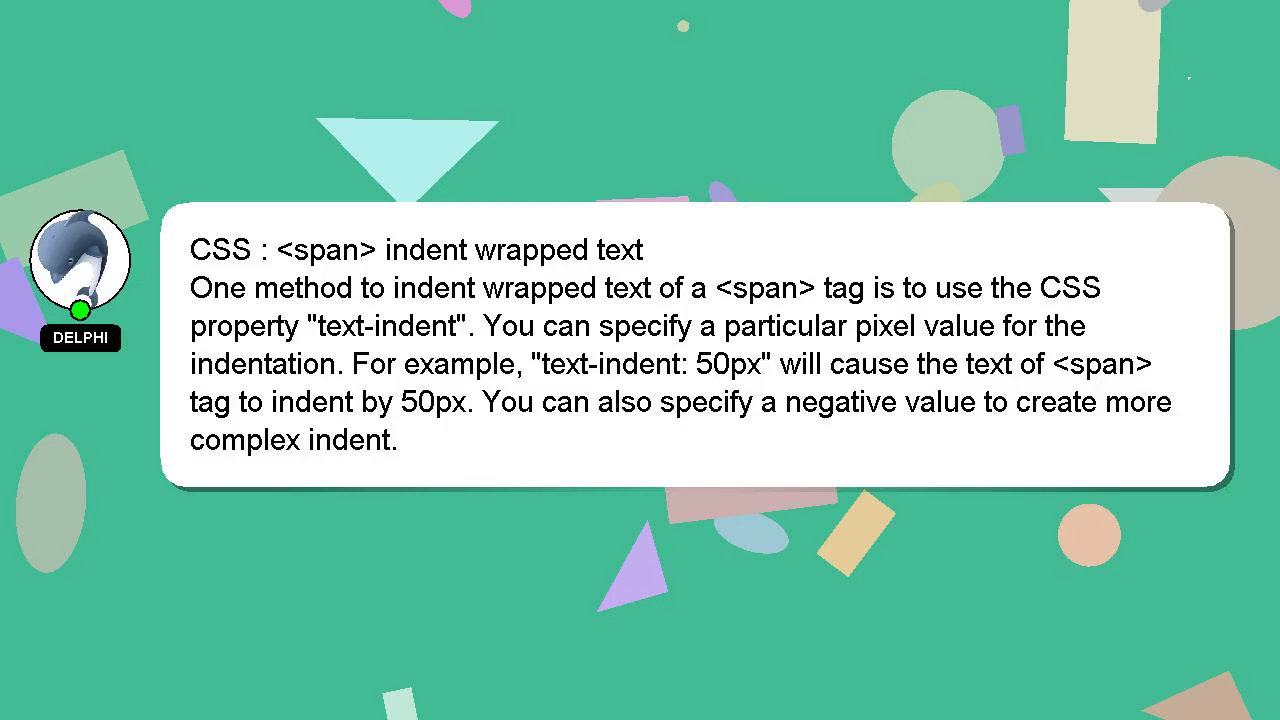 CSS : <span> indent wrapped text
One method to indent wrapped text of a <span> tag is to use the CSS
property "text-indent". You can specify a particular pixel value for the
indentation. For example, "text-indent: 50px" will cause the text of <span>
tag to indent by 50px. You can also specify a negative value to create more
complex indent.
DELPHI